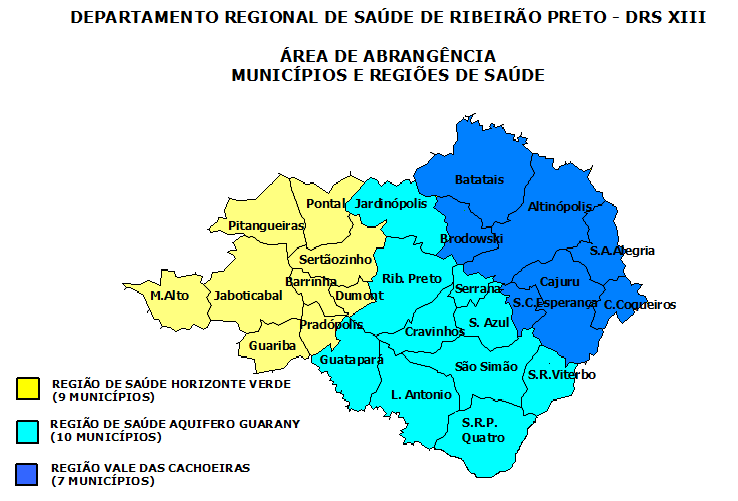 DEPARTAMENTO REGIONAL DE SAÚDE DE RIBEIRÃO PRETO - DRS XIII
ÁREA DE ABRANGÊNCIA
MUNICÍPIOS E REGIÕES DE SAÚDE
Batatais
Pontal
Jardinópolis
Altinópolis
Pitangueiras
Brodowski
S.A.Alegria
Sertãozinho
Rib. Preto
Cajuru
Barrinha
Serrana
M.Alto
Jaboticabal
Dumont
S.C.Esperança
C.Coqueiros
Pradópolis
Cravinhos
S. Azul
Guariba
Guatapará
São Simão
S.R.Viterbo
L. Antonio
S.R.P.
Quatro
REGIÃO DE SAÚDE HORIZONTE VERDE
(9 MUNICÍPIOS)
REGIÃO DE SAÚDE AQUIFERO GUARANY
(10 MUNICÍPIOS)
REGIÃO VALE DAS CACHOEIRAS
(7 MUNICÍPIOS)